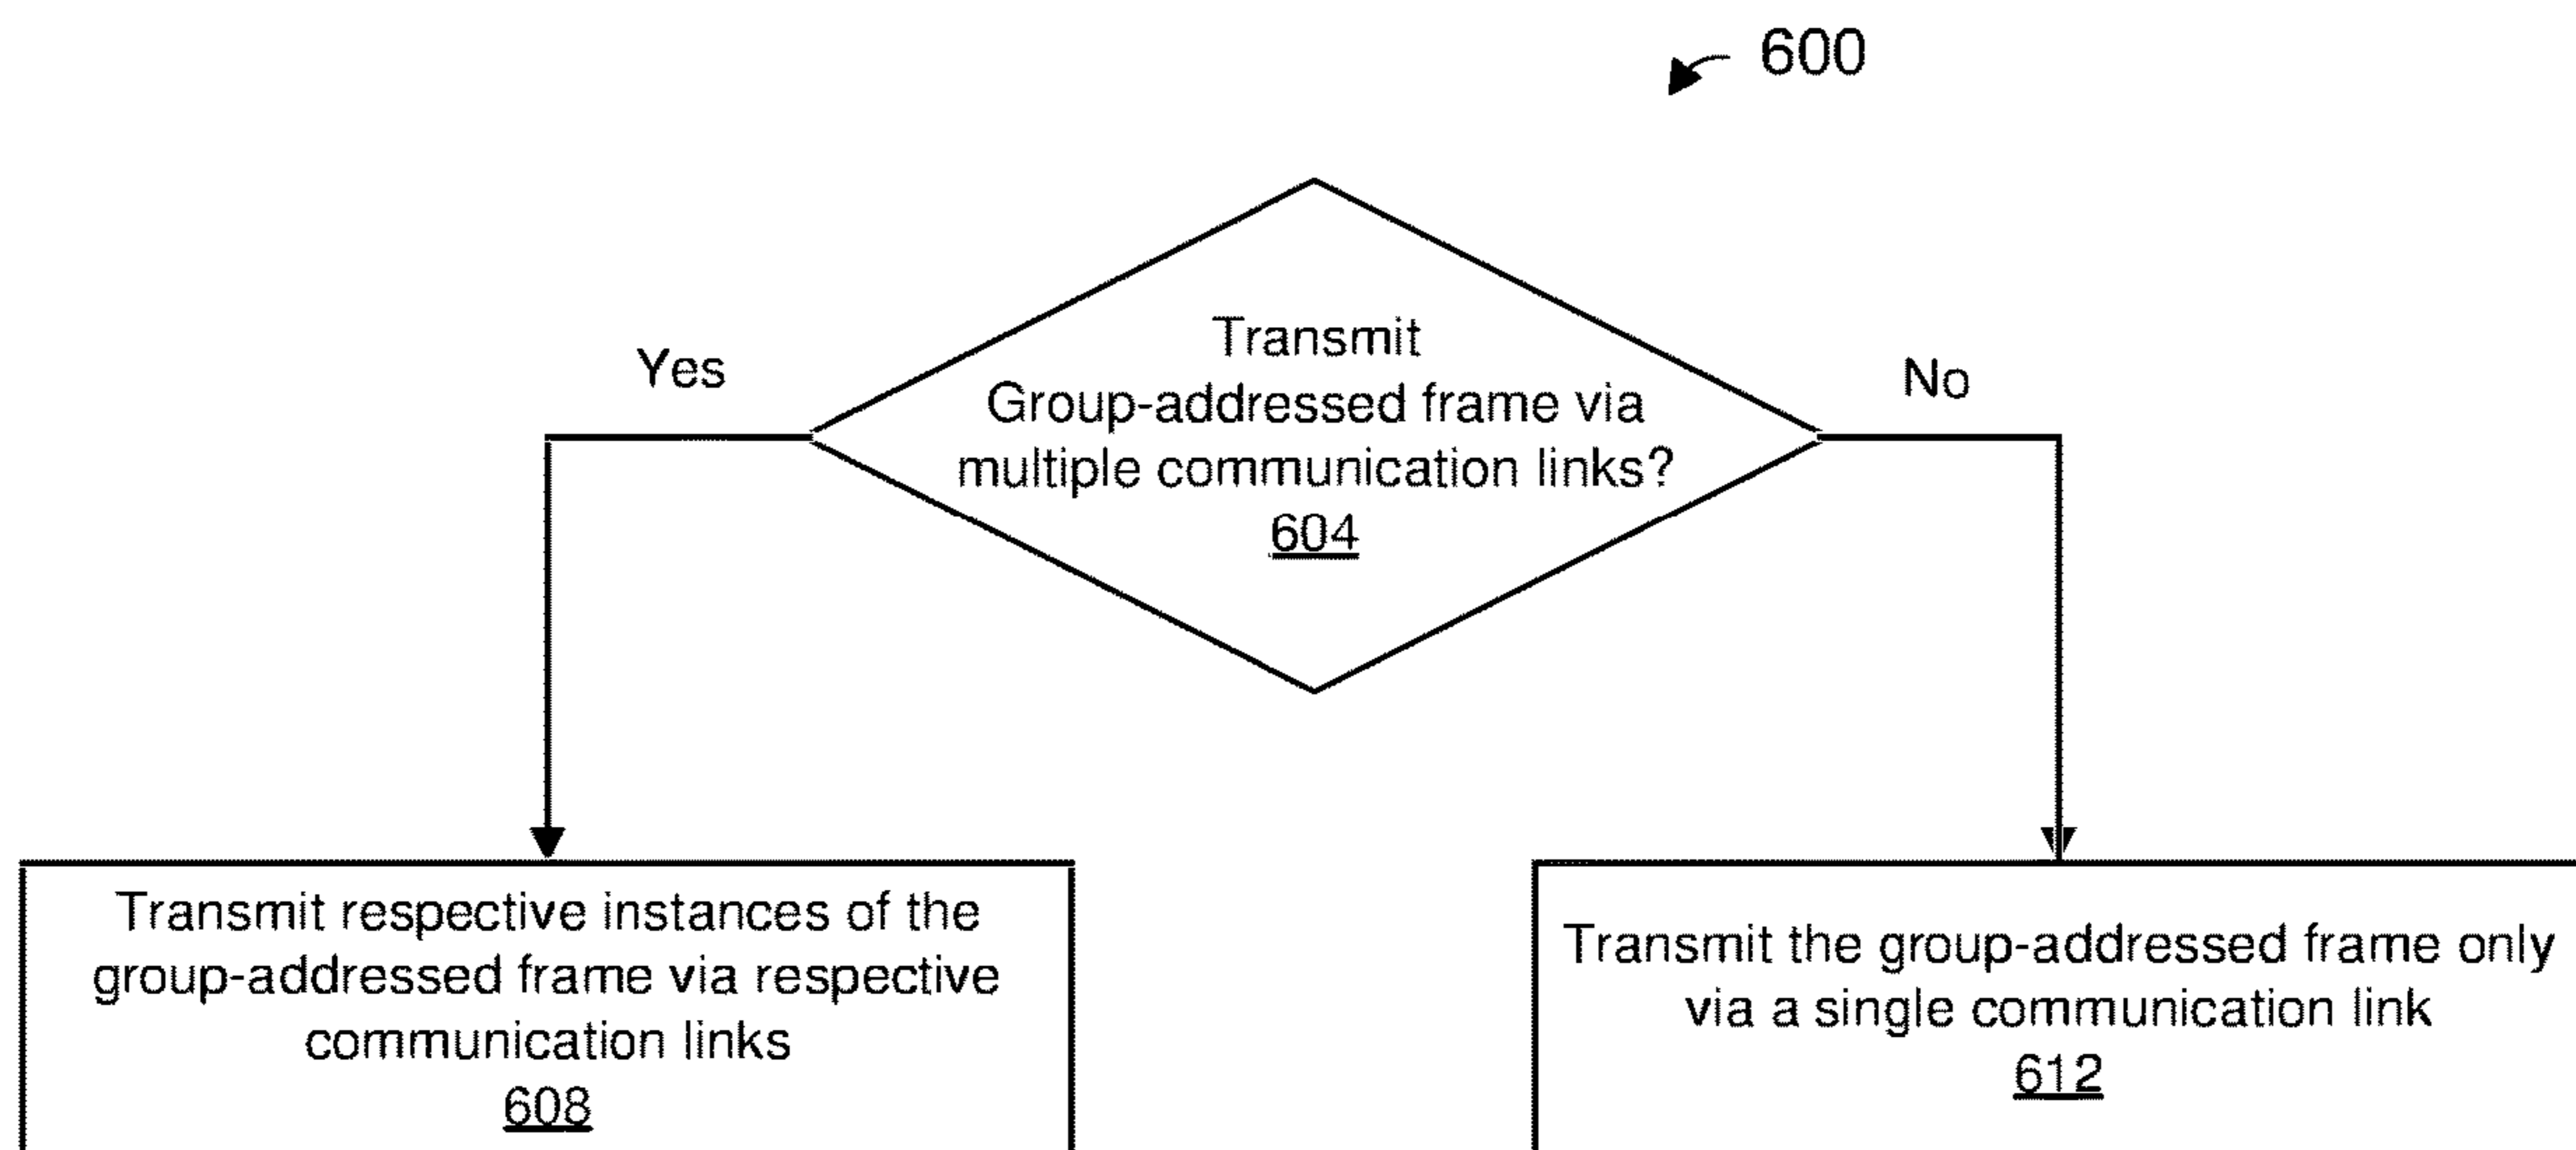 600
Transmit
Group-addressed frame via
multiple communication links?
604
Yes
No
Transmit respective instances of the
group-addressed frame via respective
communication links
608
Transmit the group-addressed frame only
via a single communication link
612